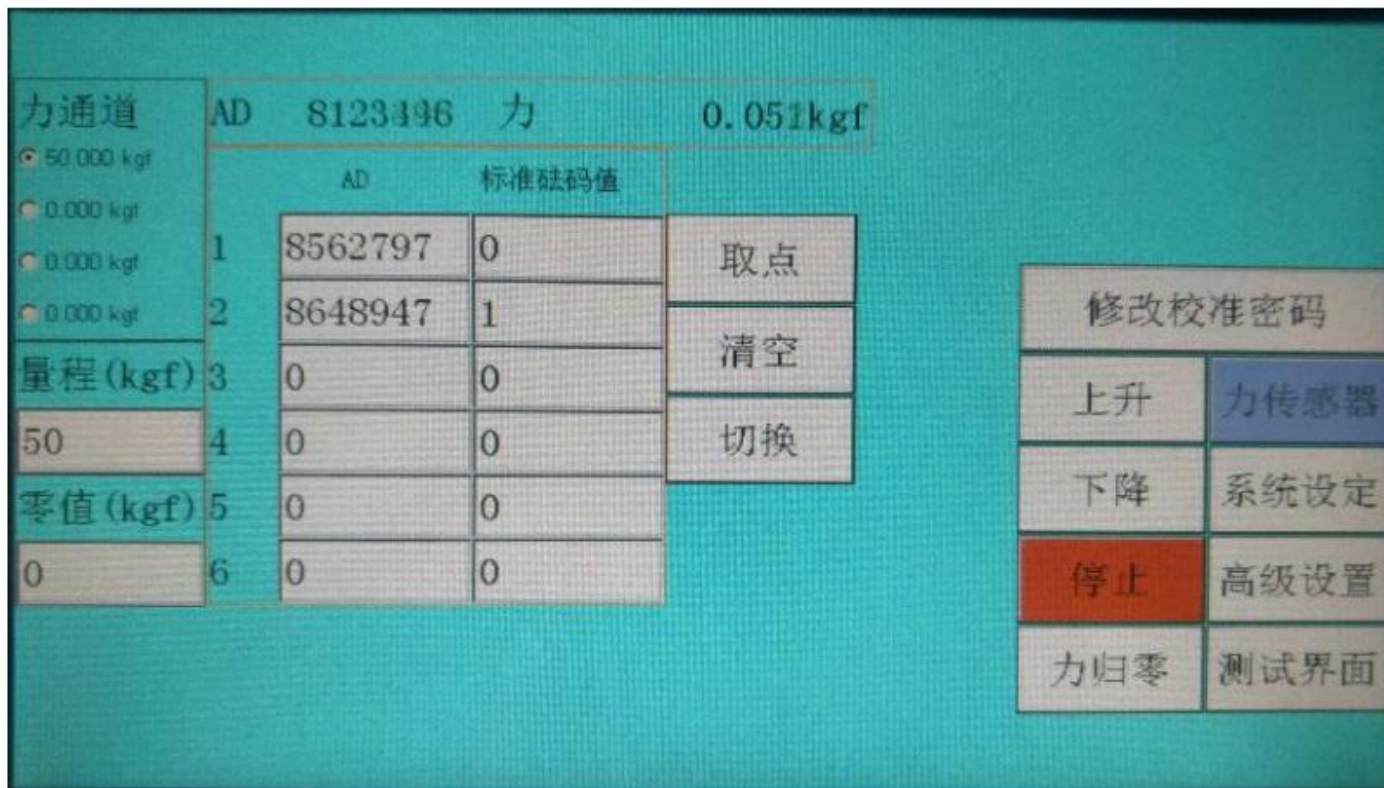 力通道
50.000 kgf
0.000 kgf
0.000 kgf
0.000 kgf
量程(kgf)
50
零值(kgf)
0
AD 力 0.051kgf
AD 标准砝码值
1 8562797 0
2 8648947 1
3 0 0
4 0 0
5 0 0
6 0 0
取点
清空
切换
修改校准密码
上升 力传感器
下降 系统设定
停止 高级设置
力归零 测试界面